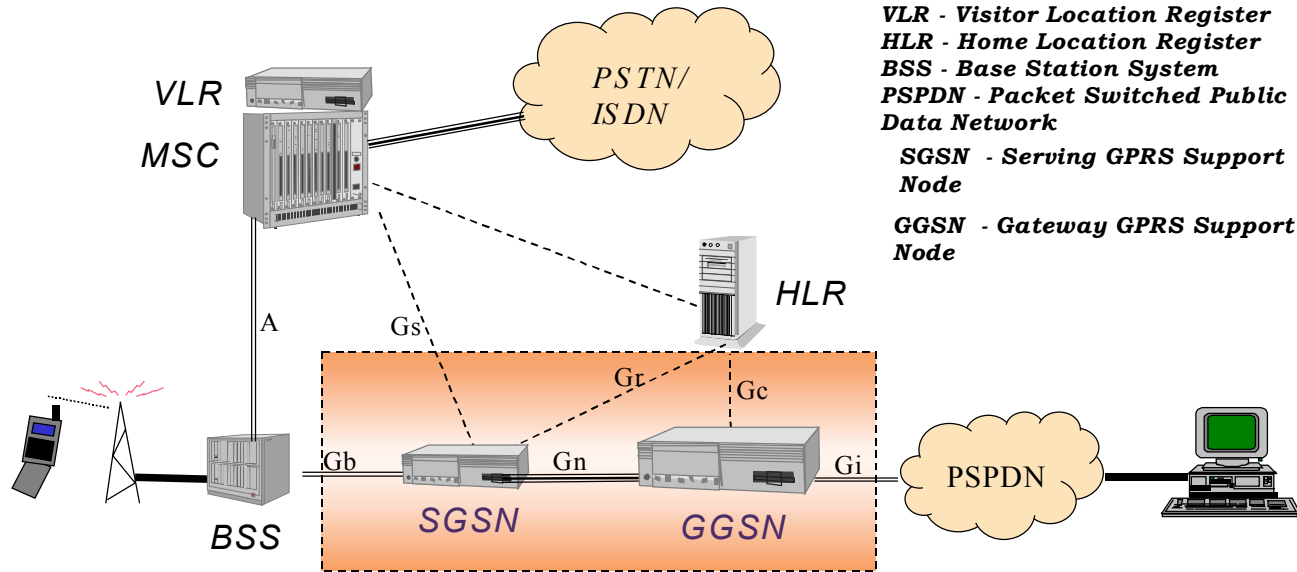 VLR - Visitor Location Register
HLR - Home Location Register
BSS - Base Station System
PSPDN - Packet Switched Public
Data Network
SGSN - Serving GPRS Support
Node
GGSN - Gateway GPRS Support
Node
VLR
MSC
PSTN/
ISDN
HLR
A
Gs
Gr
Gc
Gb
Gn
Gi
PSPDN
SGSN
GGSN
BSS